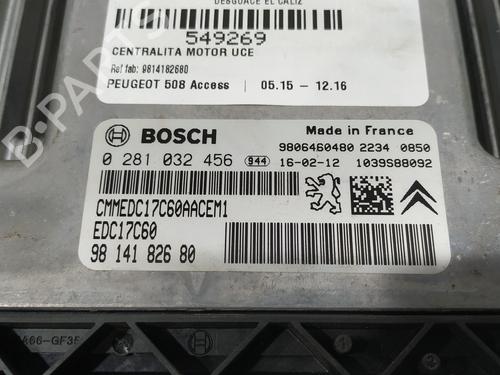 DESGUACE EL CALIZ
549269
CENTRALITA MOTOR UCE
Ref fab: 9814182680
PEUGEOT 508 Access | 05.15 - 12.16
BOSCH
Made in France
9806460480 2234 0850
0 281 032 456 944 16-02-12 1039S88092
CMMEDC17C60AACEM1
EDC17C60
98 141 826 80
A66-GF35
B-PARTS